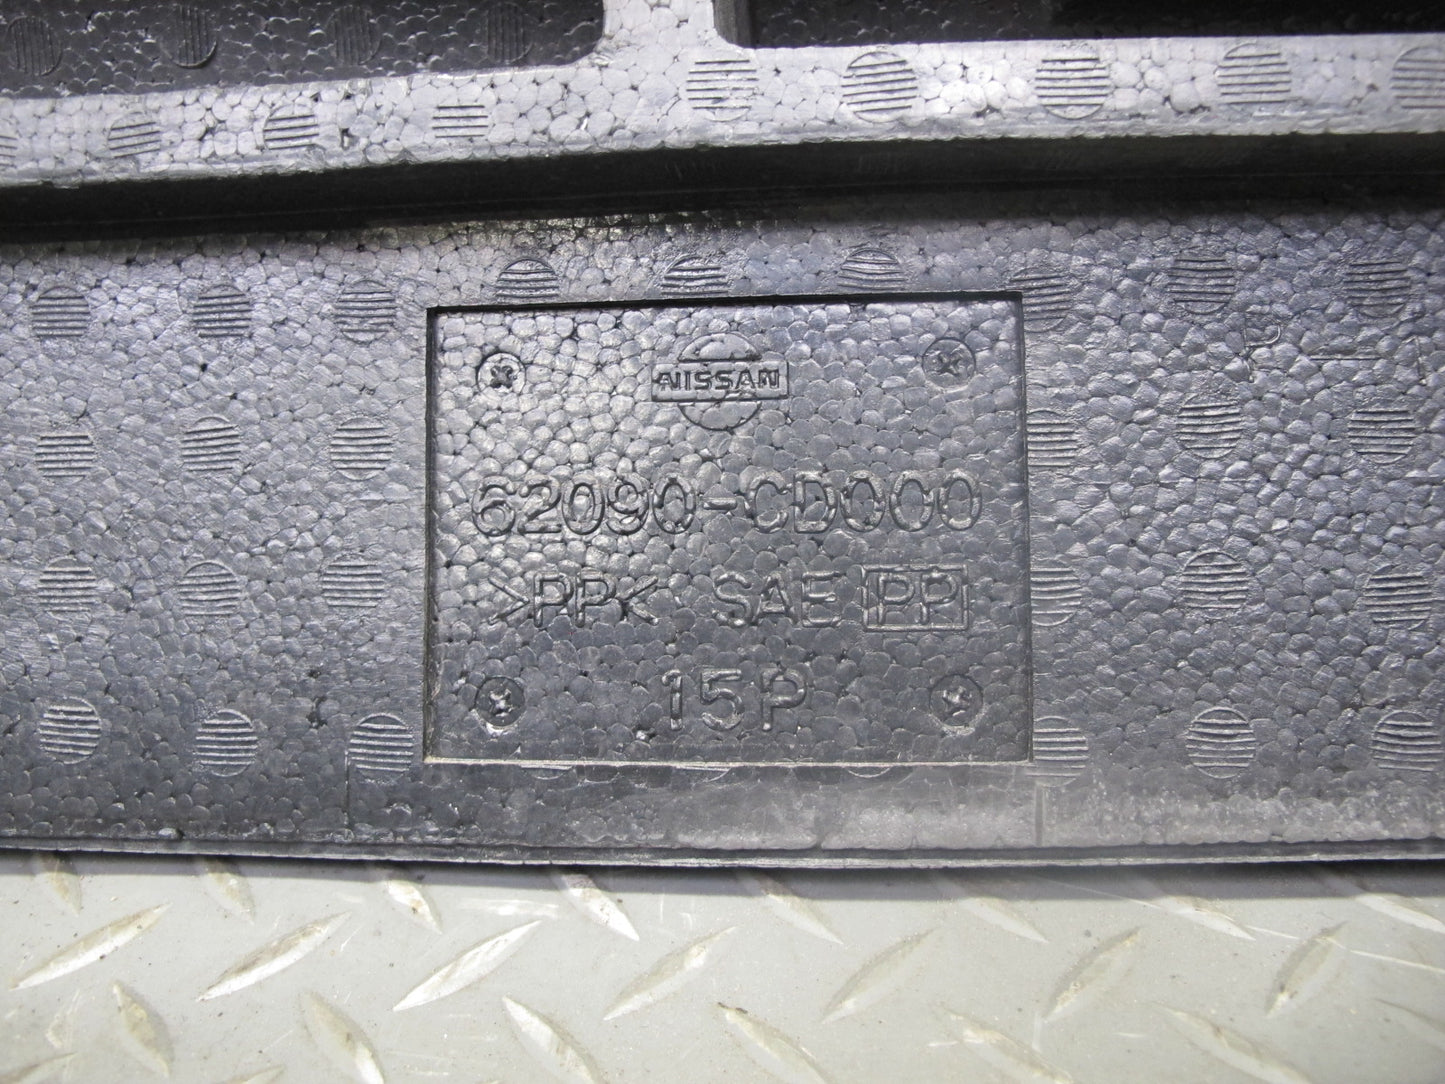 NISSAN
62090-CD000
>PP< SAE PP
15P